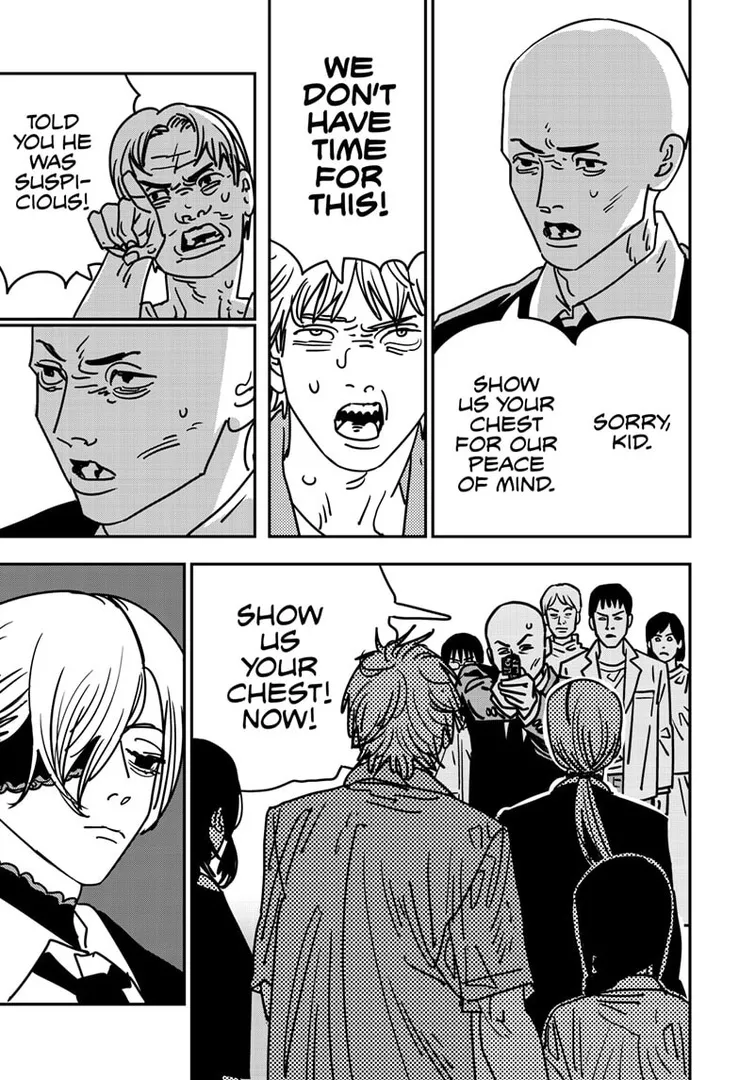 SORRY,
KID.
SHOW
US YOUR
CHEST
FOR OUR
PEACE
OF MIND.
WE
DON'T
HAVE
TIME
FOR
THIS!
TOLD
YOU HE
WAS
SUSPI-
CIOUS!
SHOW
US
YOUR
CHEST!
NOW!